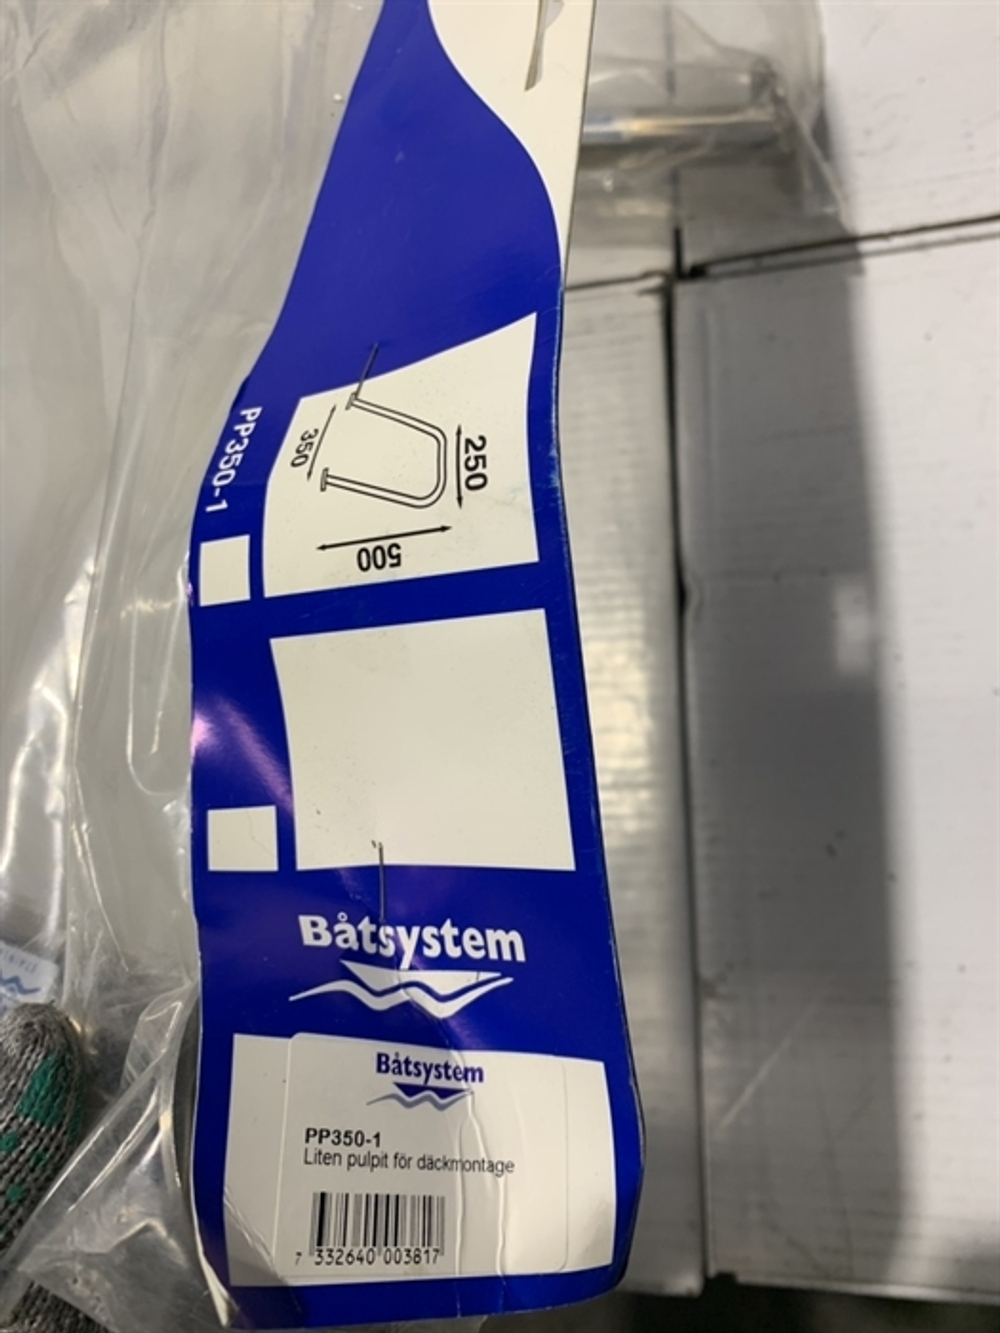 PP350-1
350
250
500
Båtsystem
Båtsystem
PP350-1
Liten pulpit för däckmontage
7 332640 003817